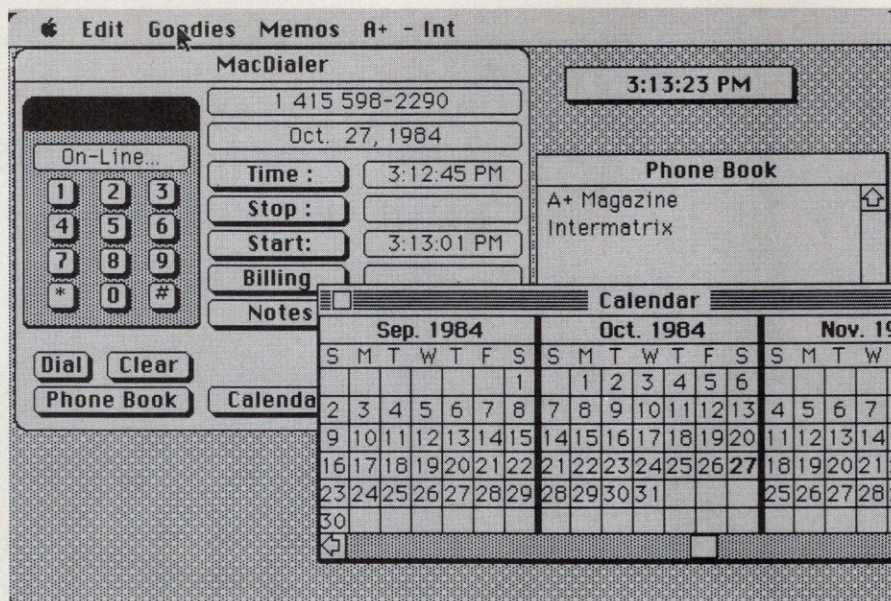 Edit Goodies Memos A+ - Int
MacDialer
1 415 598-2290
Oct. 27, 1984
On-Line...
1 2 3
4 5 6
7 8 9
* 0 #
Time : 3:12:45 PM
Stop :
Start: 3:13:01 PM
Billing
Notes
Dial Clear
Phone Book Calenda
3:13:23 PM
Phone Book
A+ Magazine
Intermatrix
Calendar
Sep. 1984 Oct. 1984 Nov. 19
S M T W T F S S M T W T F S S M T W
1 1 2 3 4 5 6
2 3 4 5 6 7 8 7 8 9 10 11 12 13 4 5 6 7
9 10 11 12 13 14 15 14 15 16 17 18 19 20 11 12 13 14
16 17 18 19 20 21 22 21 22 23 24 25 26 27 18 19 20 21
23 24 25 26 27 28 29 28 29 30 31 25 26 27 28
30